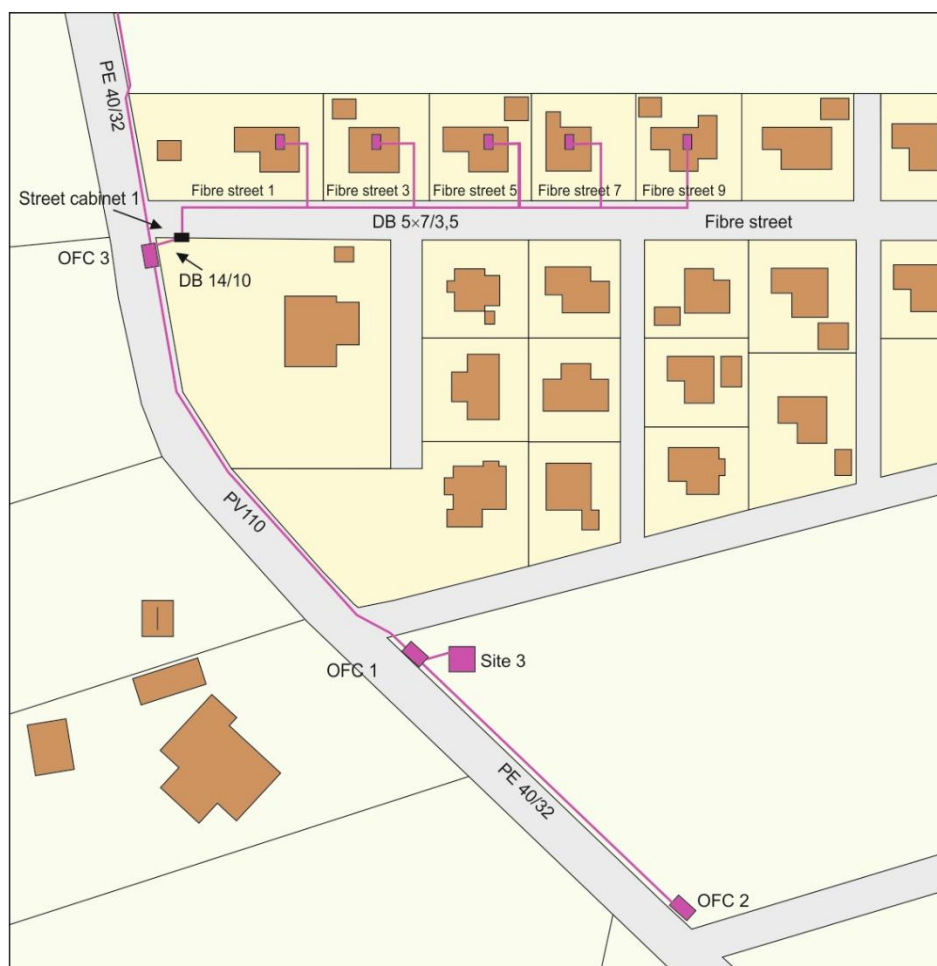 PE 40/32
Street cabinet 1
Fibre street 1
Fibre street 3
Fibre street 5
Fibre street 7
Fibre street 9
DB 5×7/3,5
Fibre street
OFC 3
DB 14/10
PV110
OFC 1
Site 3
PE 40/32
OFC 2